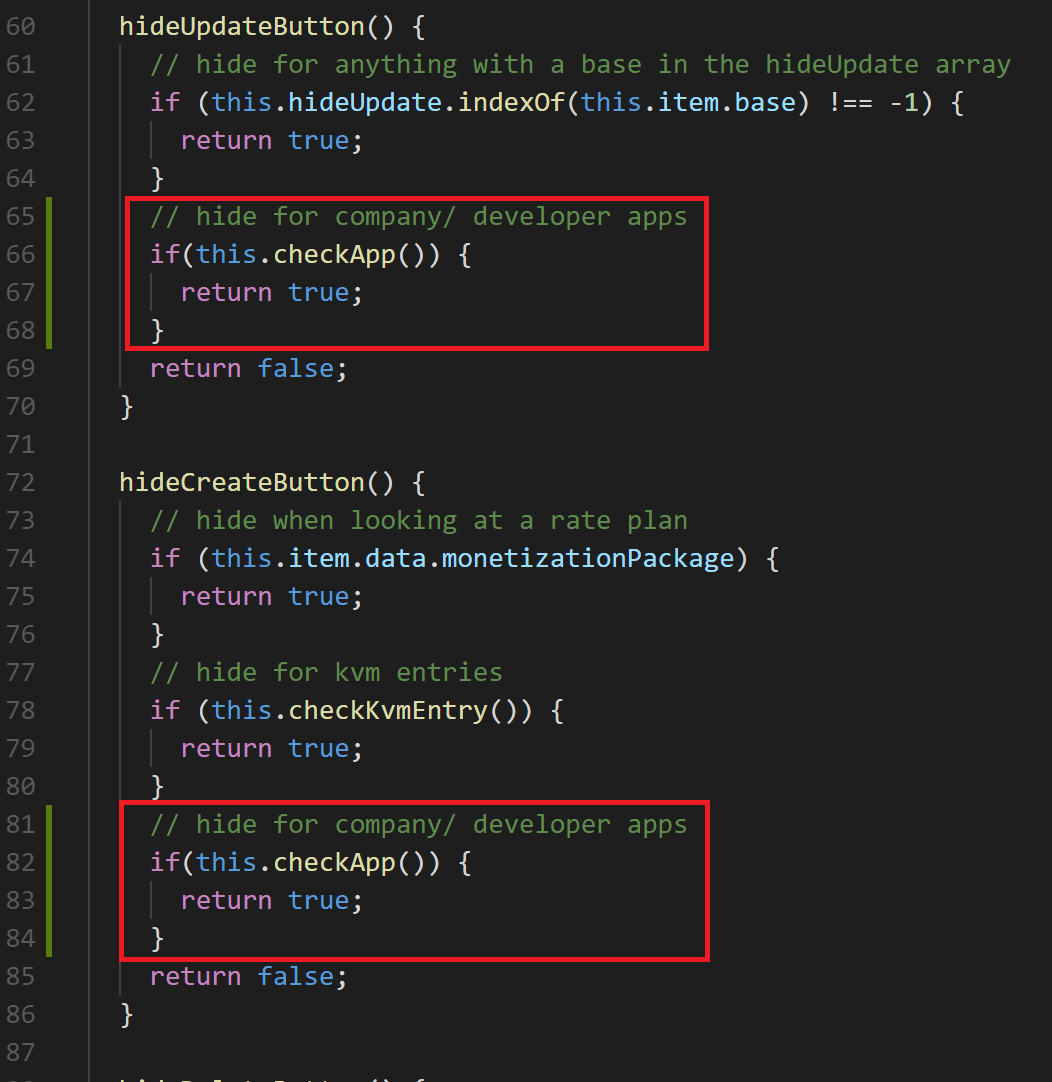 60 hideUpdateButton() {
61 // hide for anything with a base in the hideUpdate array
62 if (this.hideUpdate.indexOf(this.item.base) !== -1) {
63 return true;
64 }
65 // hide for company/ developer apps
66 if(this.checkApp()) {
67 return true;
68 }
69 return false;
70 }
71
72 hideCreateButton() {
73 // hide when looking at a rate plan
74 if (this.item.data.monetizationPackage) {
75 return true;
76 }
77 // hide for kvm entries
78 if (this.checkKvmEntry()) {
79 return true;
80 }
81 // hide for company/ developer apps
82 if(this.checkApp()) {
83 return true;
84 }
85 return false;
86 }
87